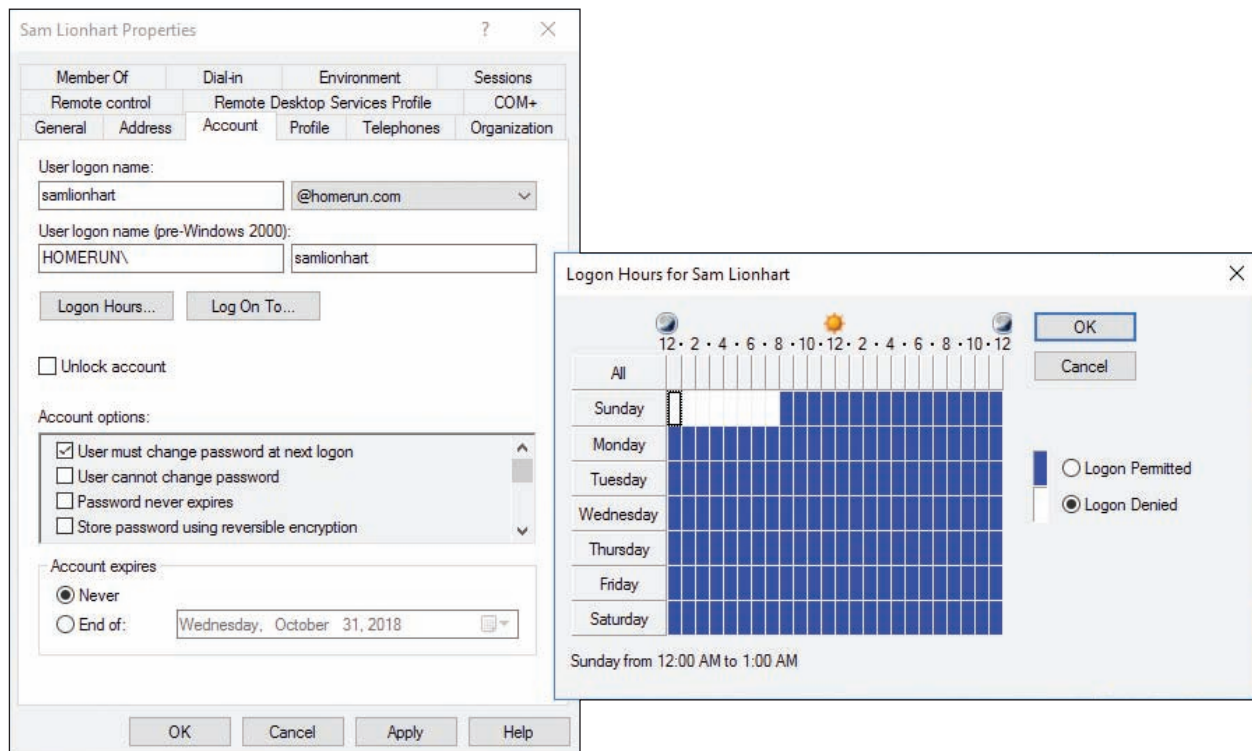 Sam Lionhart Properties ? ×
Member Of Dial-in Environment Sessions
Remote control Remote Desktop Services Profile COM+
General Address Account Profile Telephones Organization
User logon name:
samlionhart @homerun.com
User logon name (pre-Windows 2000):
HOMERUN\ samlionhart
Logon Hours... Log On To...
Unlock account
Account options:
User must change password at next logon
User cannot change password
Password never expires
Store password using reversible encryption
Account expires
Never
End of: Wednesday, October 31, 2018
OK Cancel Apply Help
Logon Hours for Sam Lionhart ×
12 · 2 · 4 · 6 · 8 · 10 · 12 · 2 · 4 · 6 · 8 · 10 · 12
All
Sunday
Monday
Tuesday
Wednesday
Thursday
Friday
Saturday
Sunday from 12:00 AM to 1:00 AM
OK
Cancel
Logon Permitted
Logon Denied